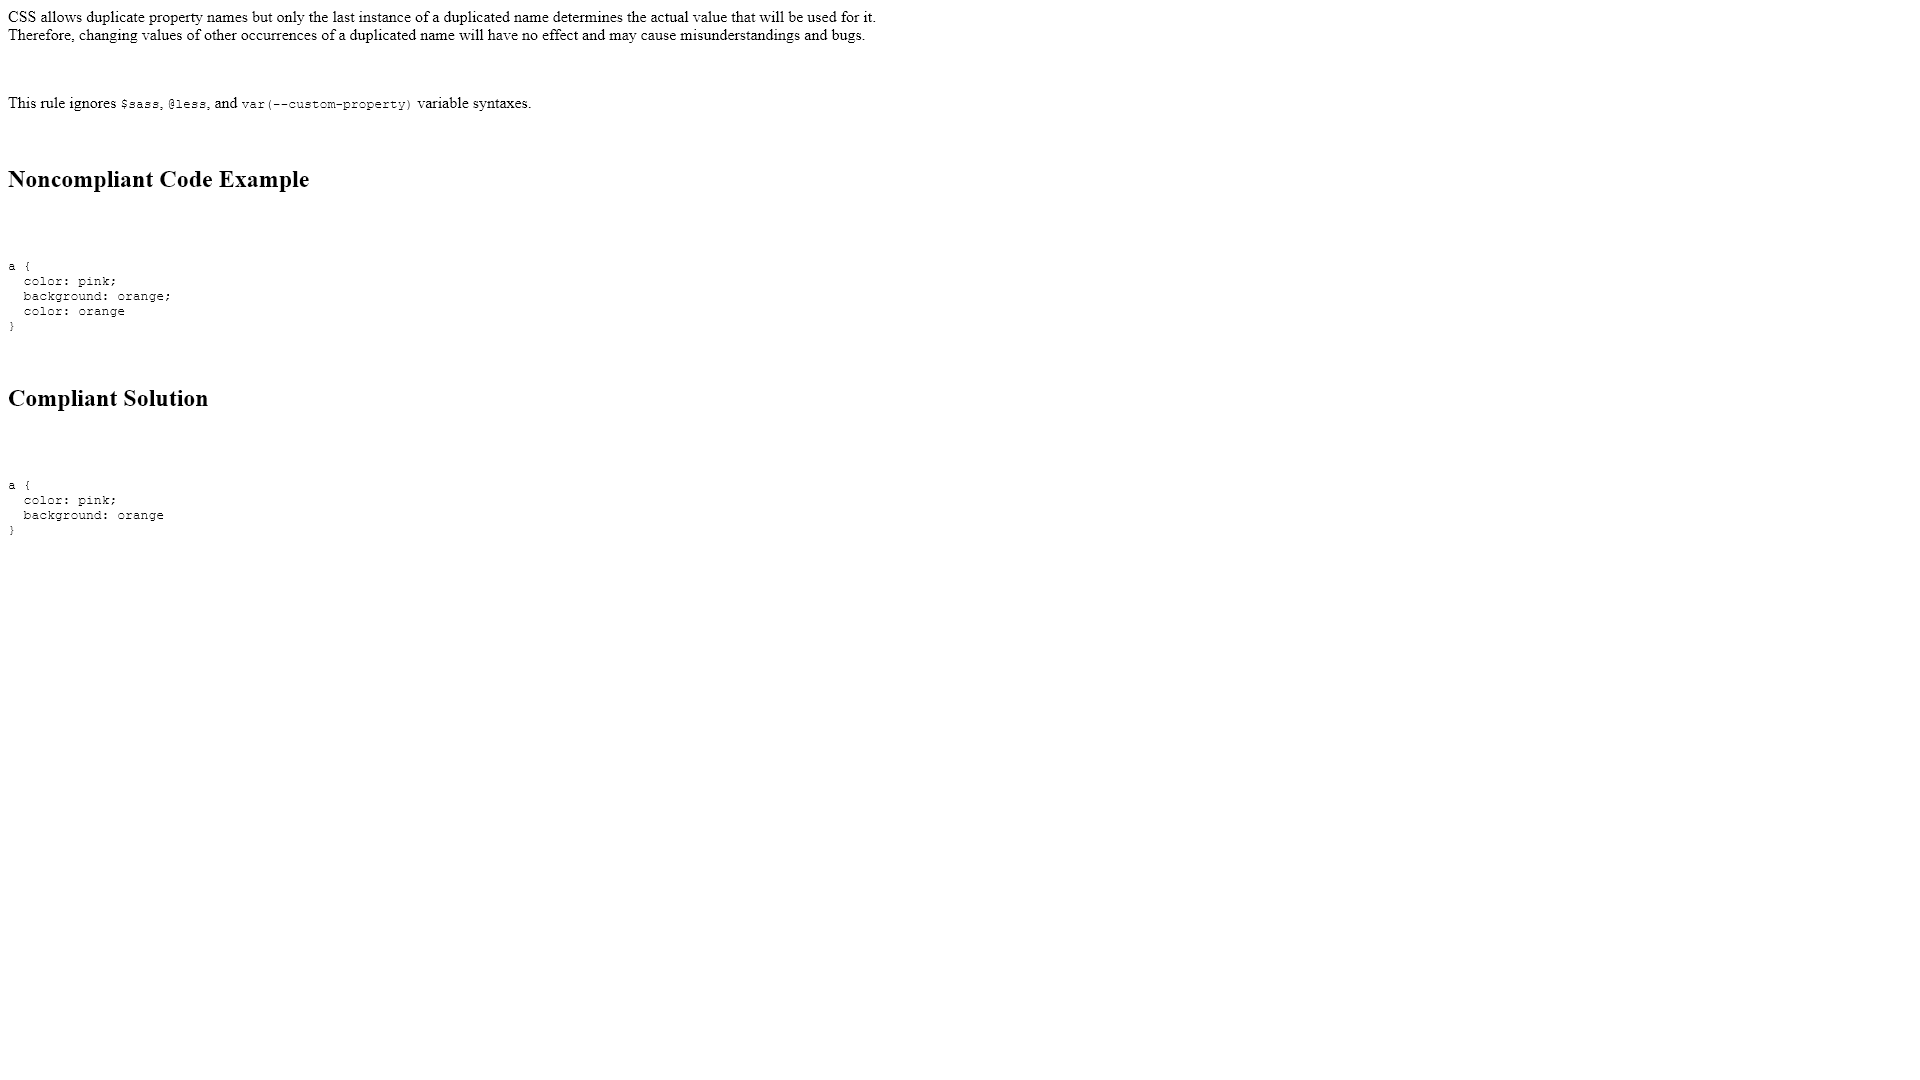 CSS allows duplicate property names but only the last instance of a duplicated name determines the actual value that will be used for it.
Therefore, changing values of other occurrences of a duplicated name will have no effect and may cause misunderstandings and bugs.
This rule ignores $sass, @less, and var(--custom-property) variable syntaxes.
Noncompliant Code Example
a {
  color: pink;
  background: orange;
  color: orange
}
Compliant Solution
a {
  color: pink;
  background: orange
}